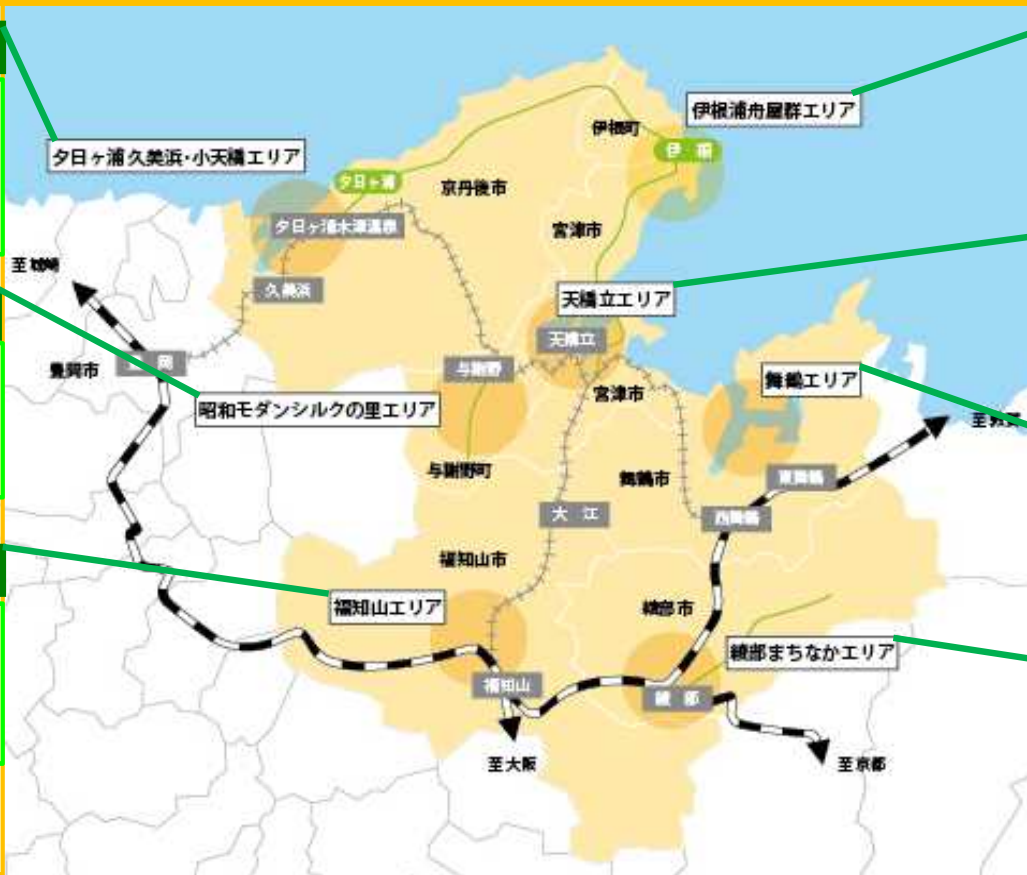 伊根浦舟屋群エリア
伊根町
夕日ヶ浦久美浜・小天橋エリア
伊 根
夕日ヶ浦
京丹後市
夕日ヶ浦木津温泉
宮津市
至城崎
久美浜
天橋立エリア
天橋立
豊岡市
豊 岡
与謝野
舞鶴エリア
宮津市
昭和モダンシルクの里エリア
至敦賀
与謝野町
舞鶴市
東舞鶴
大 江
西舞鶴
福知山市
福知山エリア
綾部市
綾部まちなかエリア
福知山
綾 部
至大阪
至京都